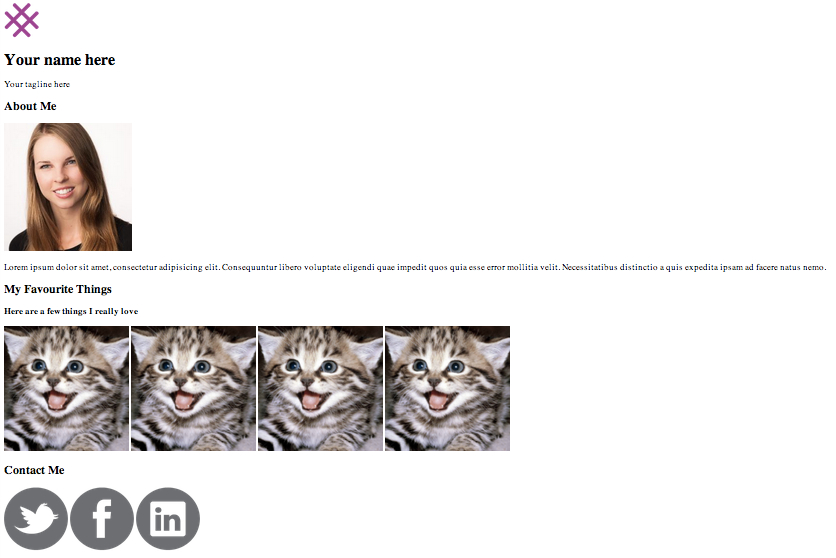 Your name here
Your tagline here
About Me
Lorem ipsum dolor sit amet, consectetur adipisicing elit. Consequuntur libero voluptate eligendi quae impedit quos quia esse error mollitia velit. Necessitatibus distinctio a quis expedita ipsam ad facere natus nemo.
My Favourite Things
Here are a few things I really love
Contact Me
f in